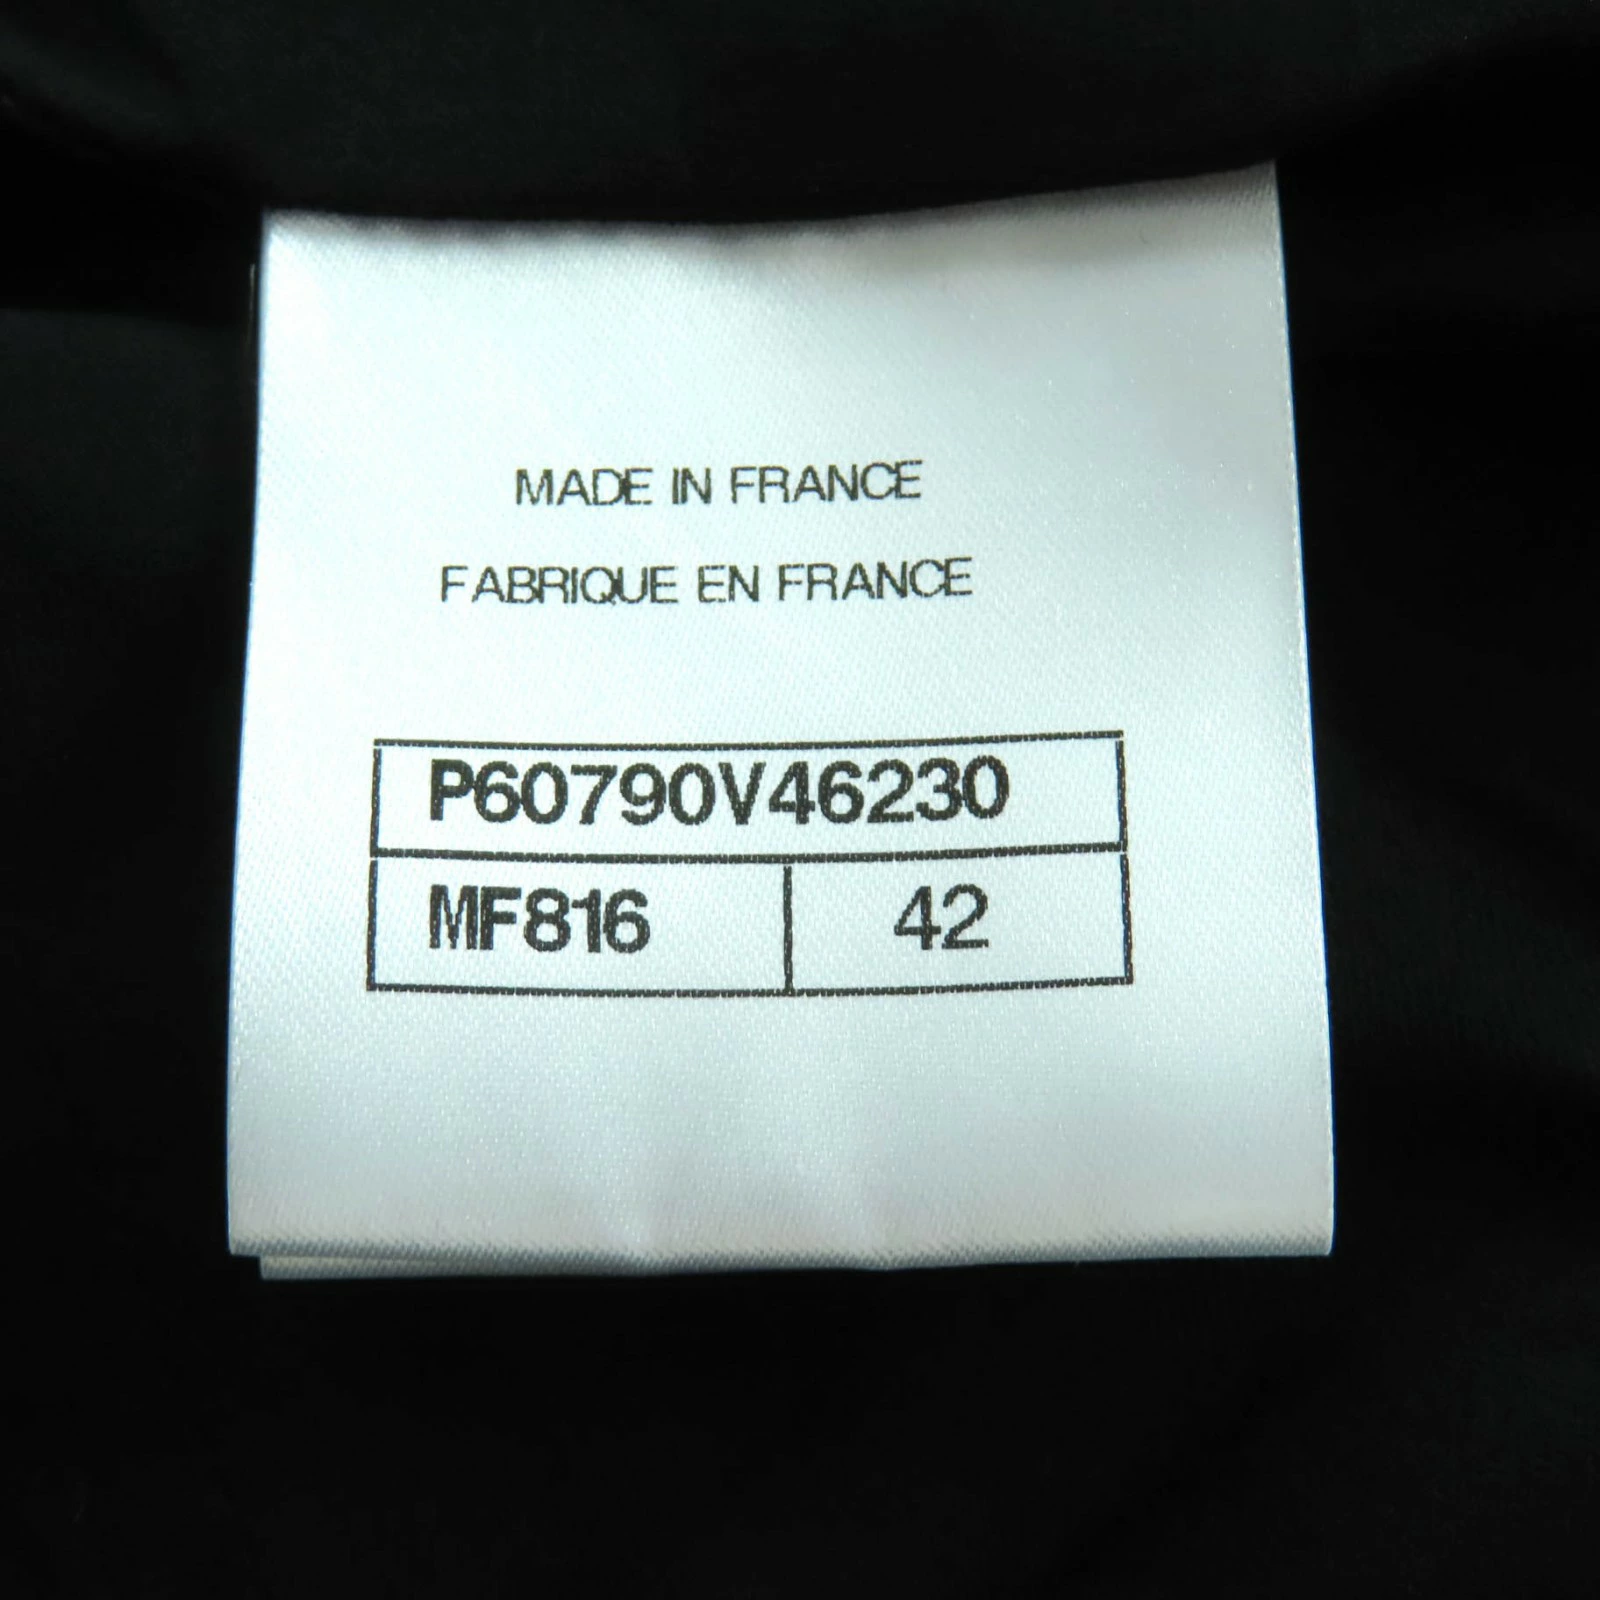 MADE IN FRANCE
FABRIQUE EN FRANCE
P60790V46230
MF816 42